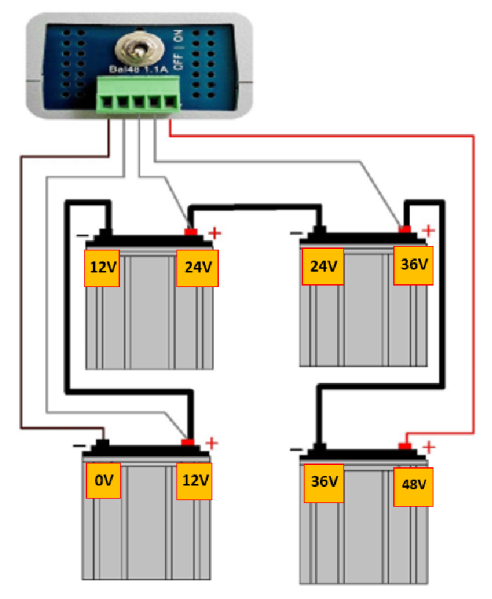 OFF | ON
Bal48 1.1A
- +
12V 24V
- +
24V 36V
- +
0V 12V
- +
36V 48V